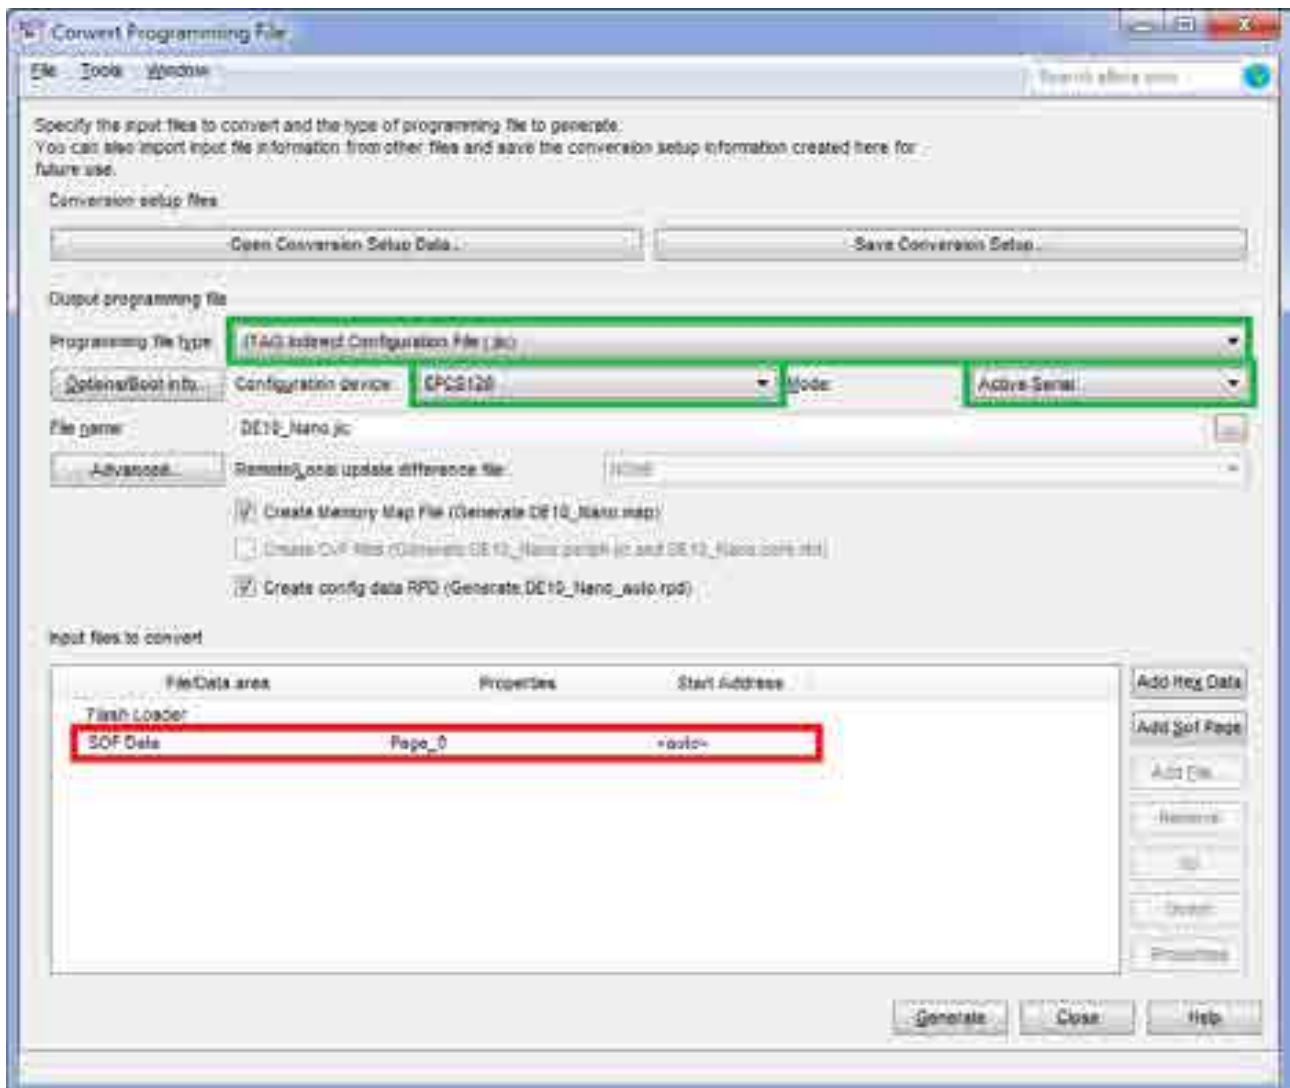 Convert Programming File
File Tools Window
Specify the input files to convert and the type of programming file to generate.
You can also import input file information from other files and save the conversion setup information created here for
future use.
Conversion setup files
Open Conversion Setup Data... Save Conversion Setup...
Output programming file
Programming file type: JTAG Indirect Configuration File (.jic)
Options/Boot info... Configuration device: EPCS128 Mode: Active Serial
File name: DE10_Nano.jic ...
Advanced... Remote/Local update difference file: NONE
Create Memory Map File (Generate DE10_Nano.map)
Create config data RPD (Generate DE10_Nano_auto.rpd)
Input files to convert
File/Data area Properties Start Address Add Hex Data
Flash Loader
SOF Data Page_0 <auto> Add Sof Page
Add File...
Remove
Up
Down
Properties
Generate Close Help